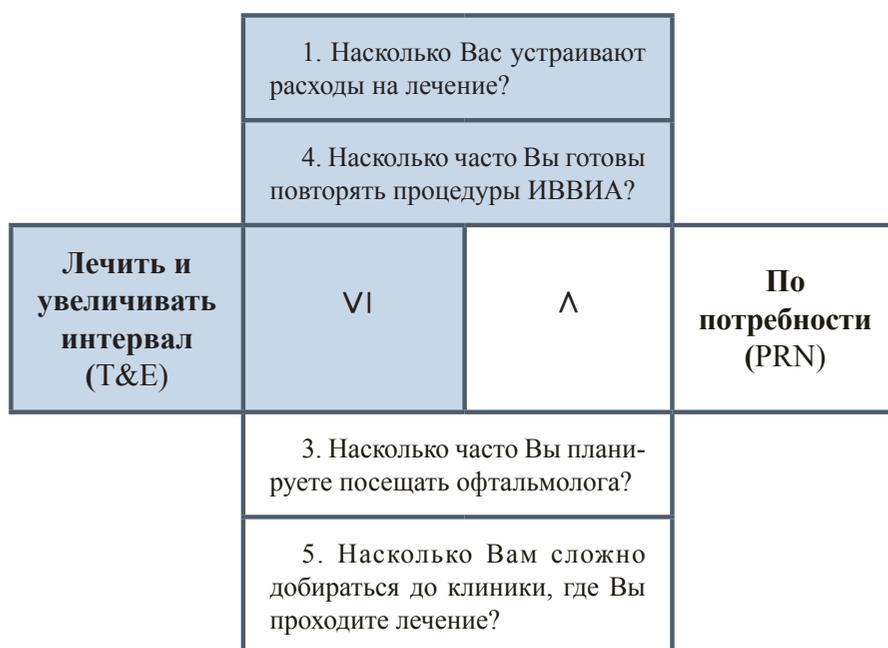 1. Насколько Вас устраивают
расходы на лечение?
4. Насколько часто Вы готовы
повторять процедуры ИВВИА?
Лечить и
увеличивать
интервал
(T&E)
VI
Λ
По
потребности
(PRN)
3. Насколько часто Вы плани-
руете посещать офтальмолога?
5. Насколько Вам сложно
добираться до клиники, где Вы
проходите лечение?